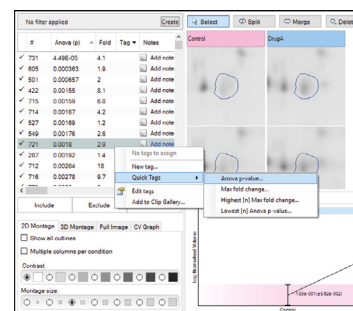 No filter applied
Create
Select
Split
Merge
Delet
# Anova (p) Fold Tag Notes
731 4.49E-05 4.1 Add note
605 0.000363 1.9 Add note
501 0.000657 2 Add note
422 0.00155 8.1 Add note
715 0.00159 6.8 Add note
714 0.00167 4.2 Add note
527 0.00169 1.2 Add note
549 0.00176 2.6 Add note
721 0.0018 2.9 Add note
287 0.00192 1.4
712 0.00264 18
716 0.00278 9.7
Control
DrugA
No tags to assign
New tag...
Quick Tags
Edit tags
Add to Clip Gallery...
Anova p-value...
Max fold change...
Highest (n) Max fold change...
Lowest (n) Anova p-value...
Include
Exclude
2D Montage 3D Montage Full Image CV Graph
Show all outlines
Multiple columns per condition
Contrast
Montage size:
Log Normalised Volume
Control